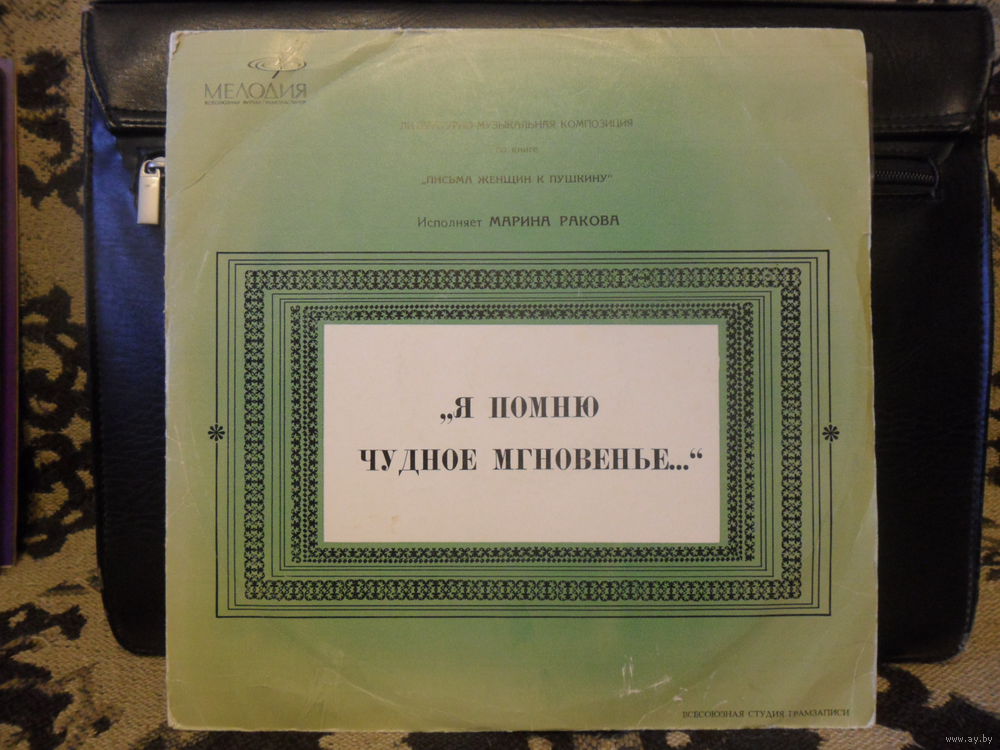 МЕЛОДИЯ
ВСЕСОЮЗНАЯ ФИРМА ГРАМПЛАСТИНОК
ЛИТЕРАТУРНО-МУЗЫКАЛЬНАЯ КОМПОЗИЦИЯ
по книге
„ПИСЬМА ЖЕНЩИН К ПУШКИНУ“
Исполняет МАРИНА РАКОВА
„Я ПОМНЮ
ЧУДНОЕ МГНОВЕНЬЕ...“
ВСЕСОЮЗНАЯ СТУДИЯ ГРАМЗАПИСИ
www.ay.by